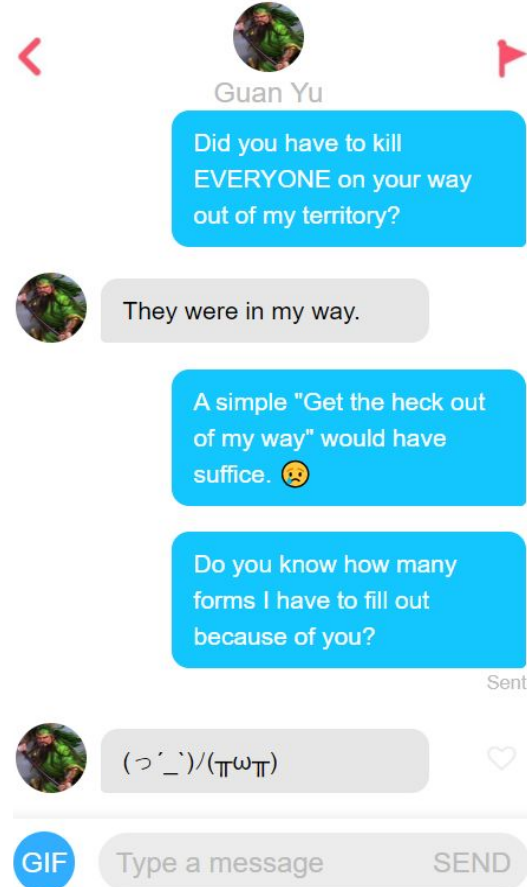 Guan Yu
Did you have to kill
EVERYONE on your way
out of my territory?
They were in my way.
A simple "Get the heck out
of my way" would have
suffice. 😢
Do you know how many
forms I have to fill out
because of you?
Sent
(っ´_`)ﾉ(╥ω╥)
GIF Type a message SEND